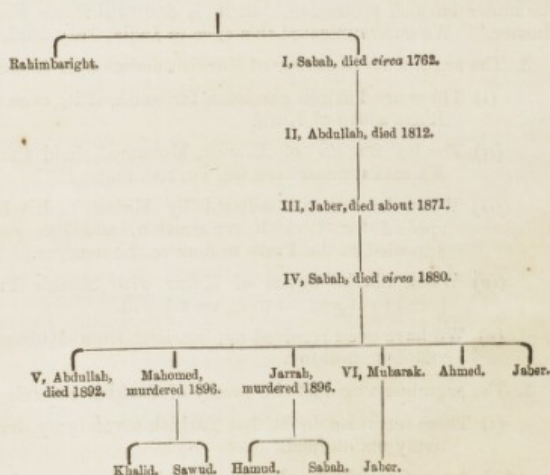 Rahimbaright.
I, Sabah, died circa 1762.
II, Abdullah, died 1812.
III, Jaber, died about 1871.
IV, Sabah, died circa 1880.
V, Abdullah,
died 1892.
Mahomed,
murdered 1896.
Jarrah,
murdered 1896.
VI, Mubarak.
Ahmed.
Jaber.
Khalid.
Sawud.
Hamud.
Sabah.
Jaber.